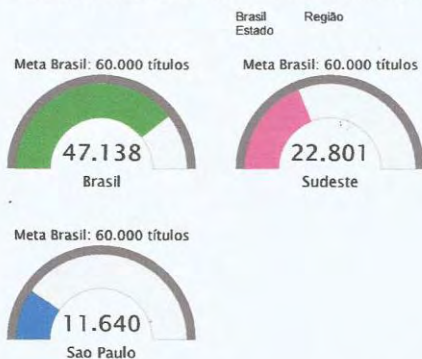 Brasil Região
Estado
Meta Brasil: 60.000 títulos
47.138
Brasil
Meta Brasil: 60.000 títulos
22.801
Sudeste
Meta Brasil: 60.000 títulos
11.640
Sao Paulo